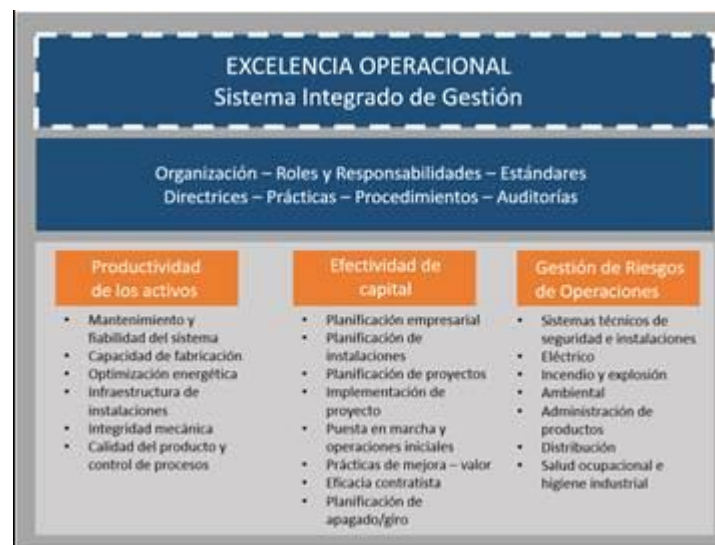 EXCELENCIA OPERACIONAL
Sistema Integrado de Gestión
Organización – Roles y Responsabilidades – Estándares
Directrices – Prácticas – Procedimientos – Auditorías
Productividad
de los activos
• Mantenimiento y
fiabilidad del sistema
• Capacidad de fabricación
• Optimización energética
• Infraestructura de
instalaciones
• Integridad mecánica
• Calidad del producto y
control de procesos
Efectividad de
capital
• Planificación empresarial
• Planificación de
instalaciones
• Planificación de proyectos
• Implementación de
proyecto
• Puesta en marcha y
operaciones iniciales
• Prácticas de mejora – valor
• Eficacia contratista
• Planificación de
apagado/giro
Gestión de Riesgos
de Operaciones
• Sistemas técnicos de
seguridad e instalaciones
• Eléctrico
• Incendio y explosión
• Ambiental
• Administración de
productos
• Distribución
• Salud ocupacional e
higiene industrial